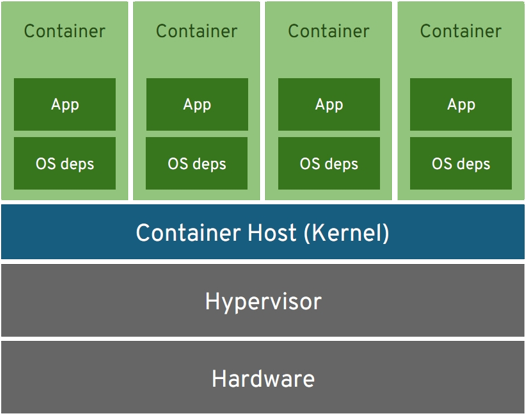 Container
Container
Container
Container
App
App
App
App
OS deps
OS deps
OS deps
OS deps
Container Host (Kernel)
Hypervisor
Hardware